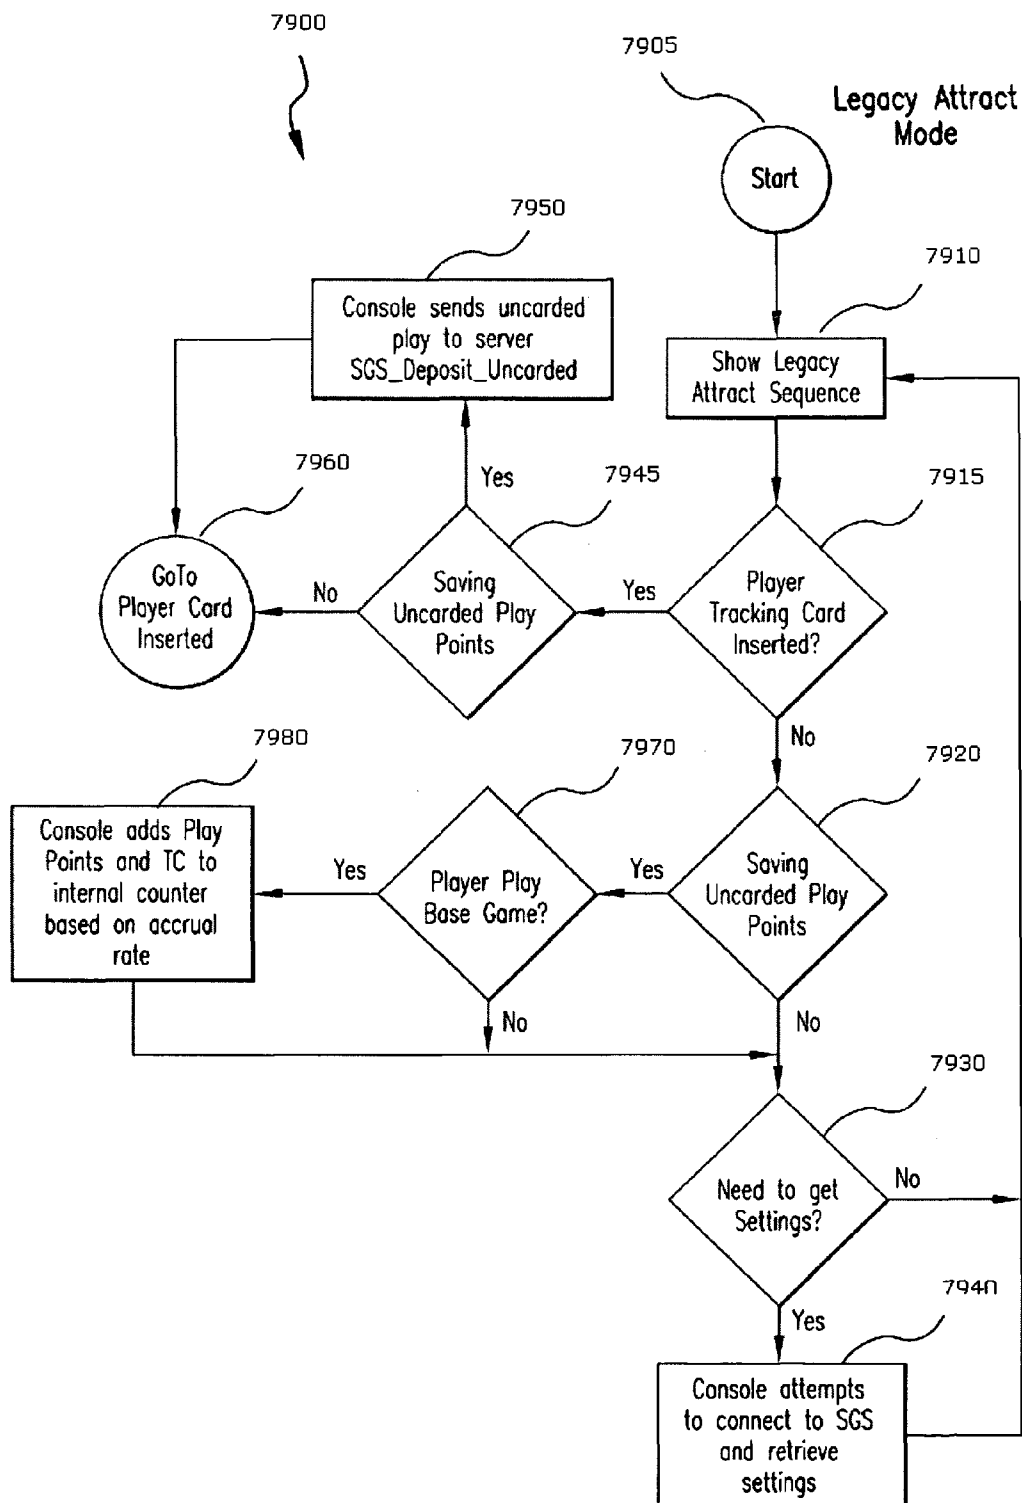 7900
7905
Legacy Attract
Mode
Start
7950
7910
Console sends uncarded
play to server
SGS_Deposit_Uncarded
Show Legacy
Attract Sequence
7960
Yes
7945
7915
GoTo
Player Card
Inserted
No
Saving
Uncarded Play
Points
Yes
Player
Tracking Card
Inserted?
No
7980
7970
7920
Console adds Play
Points and TC to
internal counter
based on accrual
rate
Yes
Player Play
Base Game?
Yes
Saving
Uncarded Play
Points
No
No
7930
Need to get
Settings?
No
Yes
7940
Console attempts
to connect to SGS
and retrieve
settings